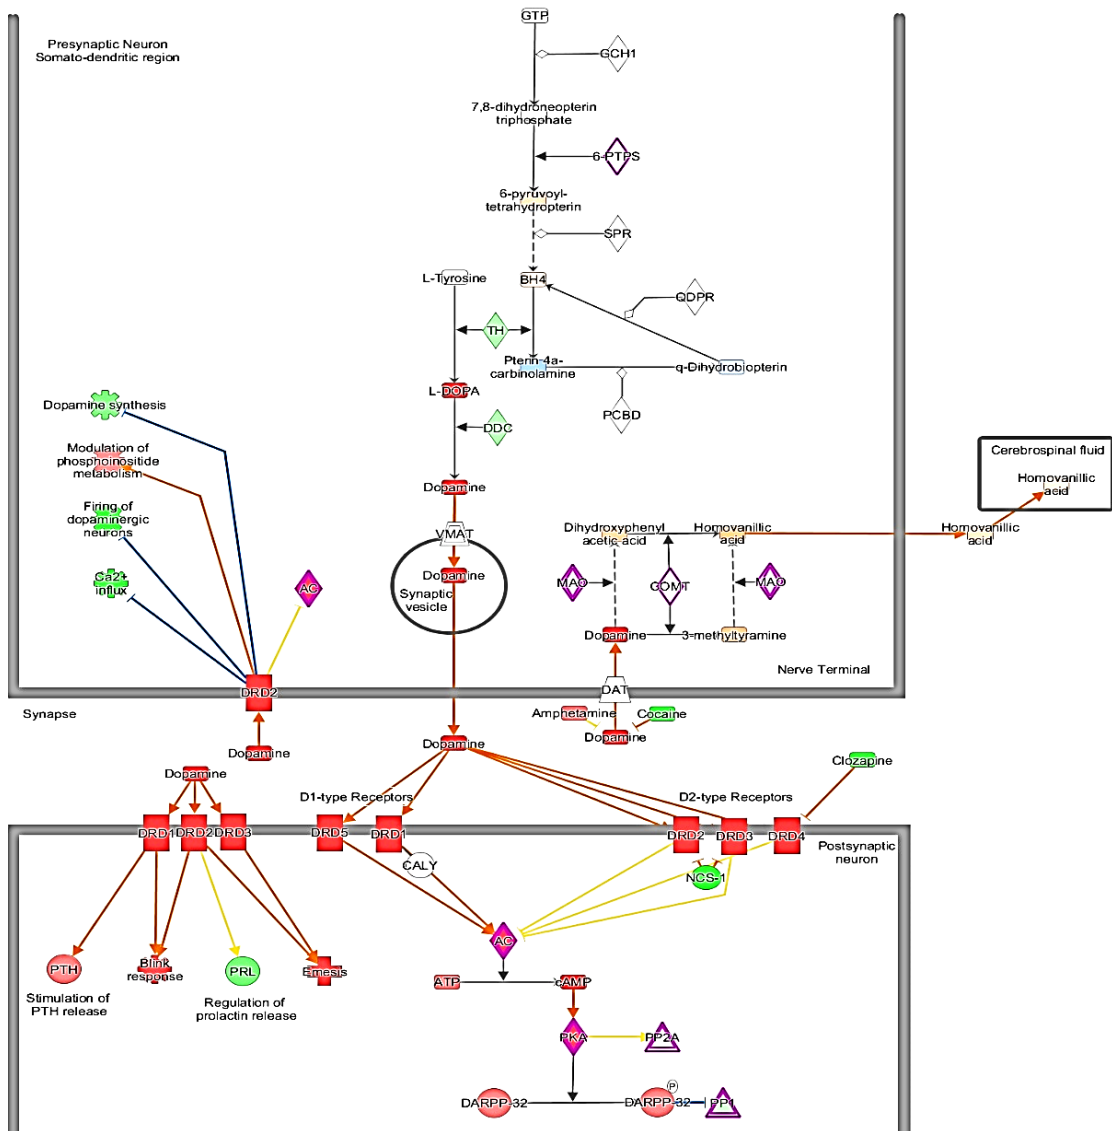 GTP
Presynaptic Neuron
Somato-dendritic region
GCH1
7,8-dihydroneopterin
triphosphate
6-PTPS
6-pyruvoyl-
tetrahydropterin
SPR
L-Tyrosine
BH4
QDPR
TH
Pterin-4a-
carbinolamine
q-Dihydrobiopterin
L-DOPA
PCBD
DDC
Dopamine synthesis
Modulation of
phosphoinositide
metabolism
Firing of
dopaminergic
neurons
Ca2+
influx
AC
Dopamine
VMAT
Dopamine
Synaptic
vesicle
Dihydroxyphenyl
acetic-acid
Homovanillic
acid
MAO
COMT
MAO
Dopamine
3-methyltyramine
Homovanillic
acid
Cerebrospinal fluid
Homovanillic
acid
Nerve Terminal
DRD2
DAT
Synapse
Amphetamine
Cocaine
Dopamine
Dopamine
Dopamine
Clozapine
Dopamine
D1-type Receptors
D2-type Receptors
DRD1
DRD2
DRD3
DRD5
DRD1
DRD2
DRD3
DRD4
Postsynaptic
neuron
CALY
NCS-1
AC
PTH
Blink
response
PRL
Emesis
Stimulation of
PTH release
Regulation of
prolactin release
ATP
cAMP
PKA
PP2A
DARPP-32
P
DARPP-32
PP1